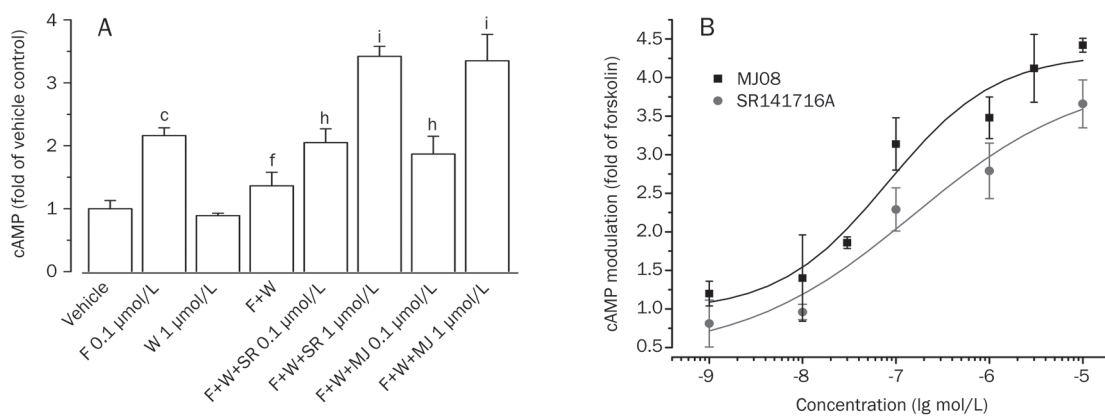 A
cAMP (fold of vehicle control)
4
3
2
1
0
c
f
h
i
h
i
Vehicle
F 0.1 μmol/L
W 1 μmol/L
F+W
F+W+SR 0.1 μmol/L
F+W+SR 1 μmol/L
F+W+MJ 0.1 μmol/L
F+W+MJ 1 μmol/L
B
cAMP modulation (fold of forskolin)
4.5
4.0
3.5
3.0
2.5
2.0
1.5
1.0
0.5
MJ08
SR141716A
-9 -8 -7 -6 -5
Concentration (lg mol/L)